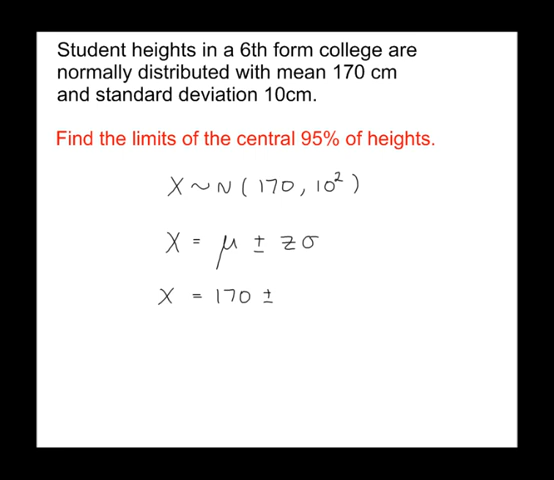 Student heights in a 6th form college are
normally distributed with mean 170 cm
and standard deviation 10cm.
Find the limits of the central 95% of heights.
X ~ N ( 170 , 10² )
X = μ ± zσ
X = 170 ±